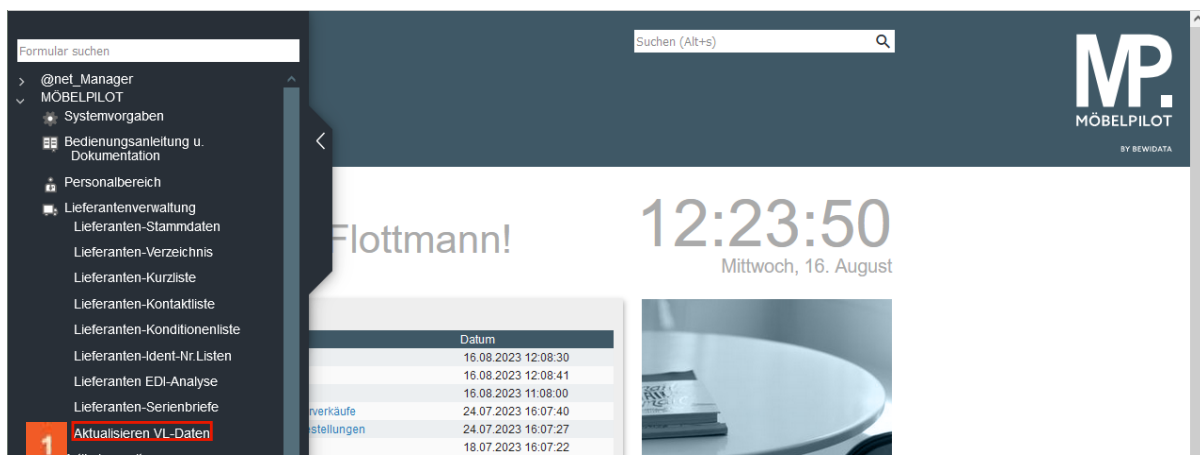 Formular suchen
Suchen (Alt+s)
@net_Manager
MÖBELPILOT
Systemvorgaben
Bedienungsanleitung u.
Dokumentation
Personalbereich
Lieferantenverwaltung
Lieferanten-Stammdaten
Lieferanten-Verzeichnis
Lieferanten-Kurzliste
Lieferanten-Kontaktliste
Lieferanten-Konditionenliste
Lieferanten-Ident-Nr.Listen
Lieferanten EDI-Analyse
Lieferanten-Serienbriefe
1 Aktualisieren VL-Daten
MP.
MÖBELPILOT
BY BEWIDATA
Flottmann!
12:23:50
Mittwoch, 16. August
Datum
16.08.2023 12:08:30
16.08.2023 12:08:41
16.08.2023 11:08:00
rverkäufe 24.07.2023 16:07:40
stellungen 24.07.2023 16:07:27
18.07.2023 16:07:22